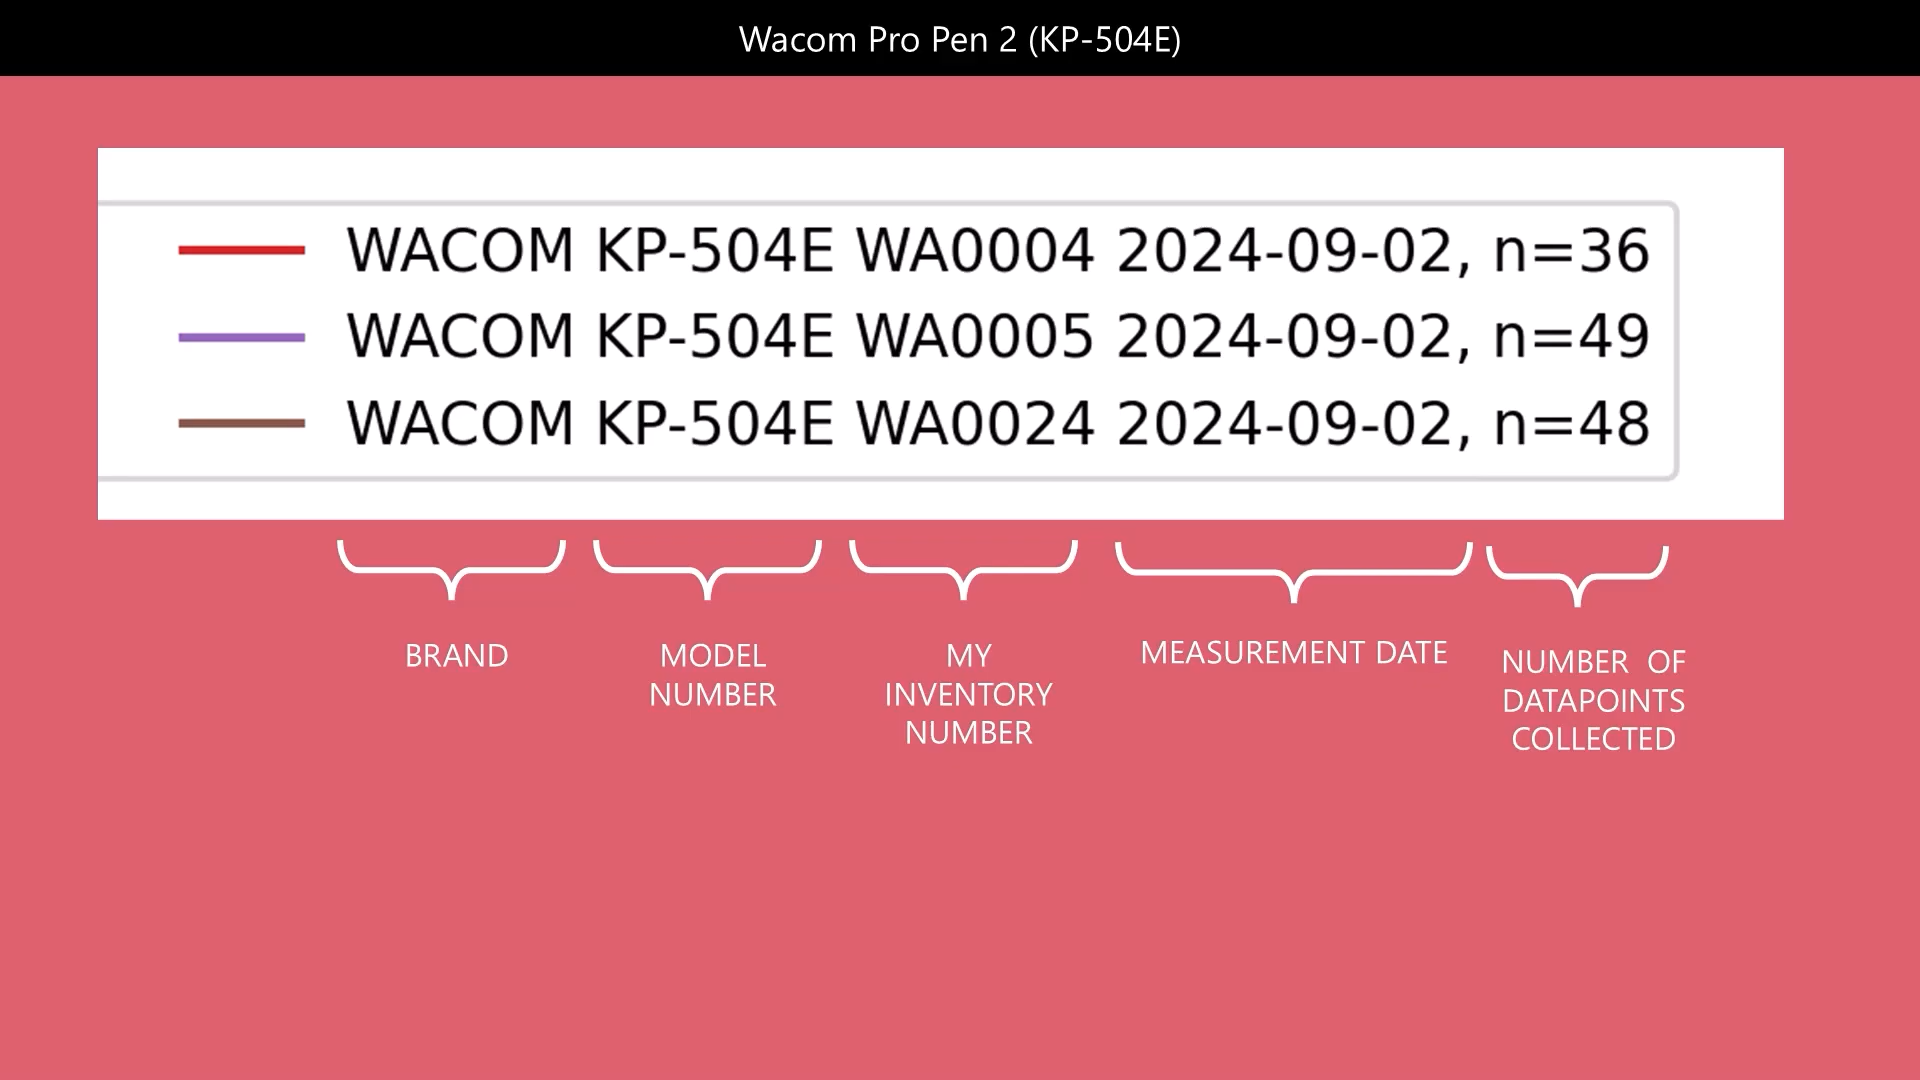 Wacom Pro Pen 2 (KP-504E)
WACOM KP-504E WA0004 2024-09-02, n=36
WACOM KP-504E WA0005 2024-09-02, n=49
WACOM KP-504E WA0024 2024-09-02, n=48
BRAND
MODEL
NUMBER
MY
INVENTORY
NUMBER
MEASUREMENT DATE
NUMBER OF
DATAPOINTS
COLLECTED